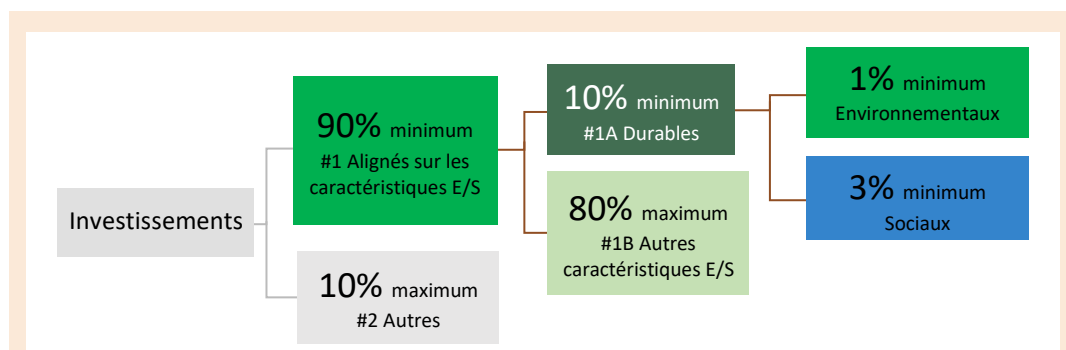 Investissements
90% minimum
#1 Alignés sur les
caractéristiques E/S
10% maximum
#2 Autres
10% minimum
#1A Durables
80% maximum
#1B Autres
caractéristiques E/S
1% minimum
Environnementaux
3% minimum
Sociaux